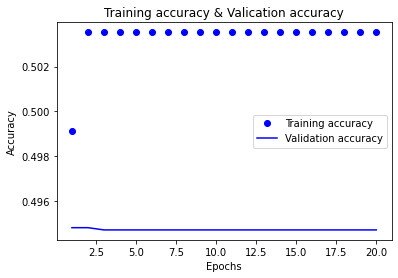 Training accuracy & Valication accuracy
0.502
0.500
0.498
0.496
Accuracy
Training accuracy
Validation accuracy
2.5 5.0 7.5 10.0 12.5 15.0 17.5 20.0
Epochs